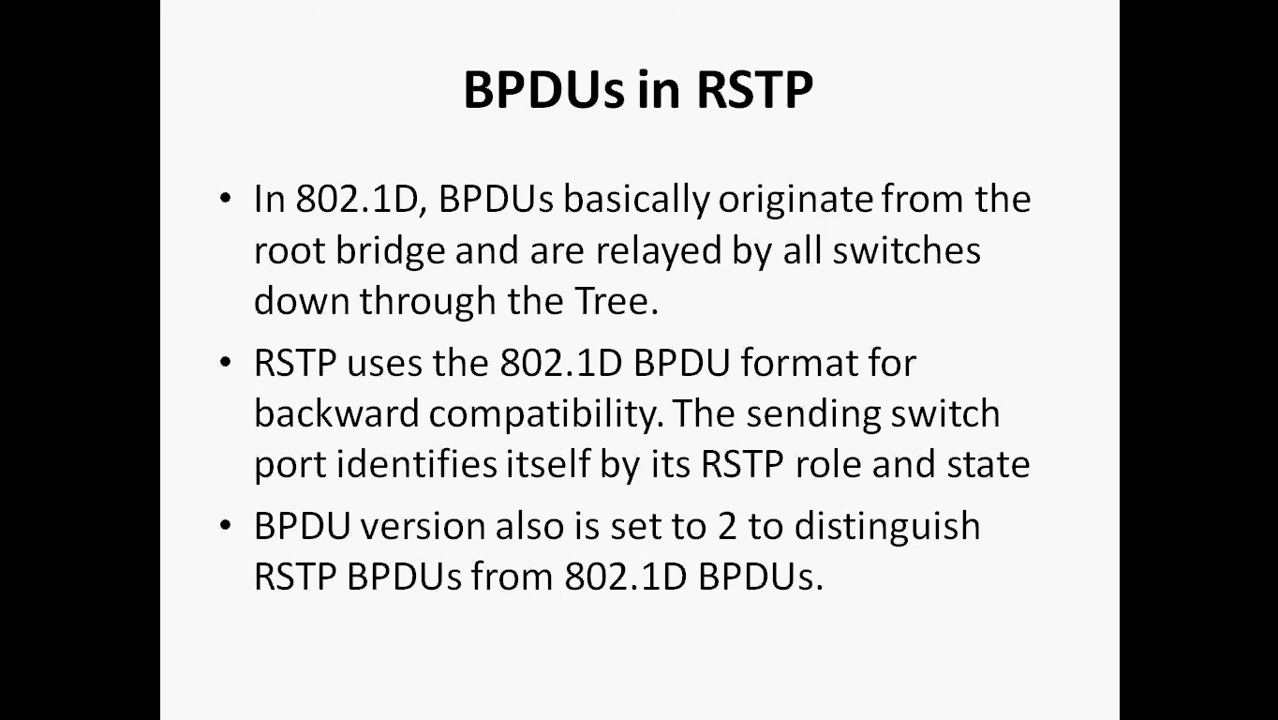 BPDUs in RSTP
• In 802.1D, BPDUs basically originate from the
root bridge and are relayed by all switches
down through the Tree.
• RSTP uses the 802.1D BPDU format for
backward compatibility. The sending switch
port identifies itself by its RSTP role and state
• BPDU version also is set to 2 to distinguish
RSTP BPDUs from 802.1D BPDUs.